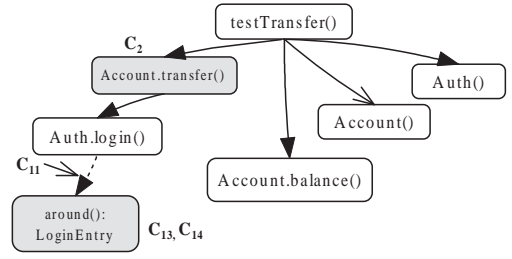 testTransfer()
C2
Account.transfer()
Auth()
Account()
Auth.login()
C11
Account.balance()
around():
LoginEntry
C13, C14